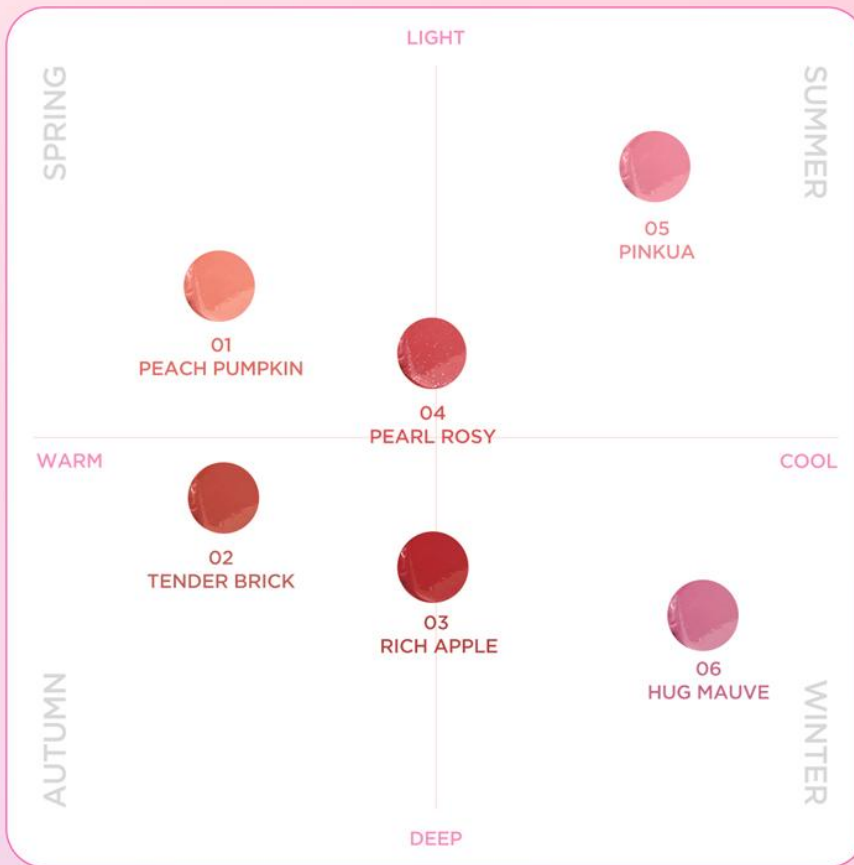 LIGHT
SPRING
SUMMER
05
PINKUA
01
PEACH PUMPKIN
04
PEARL ROSY
WARM
COOL
02
TENDER BRICK
03
RICH APPLE
06
HUG MAUVE
AUTUMN
WINTER
DEEP